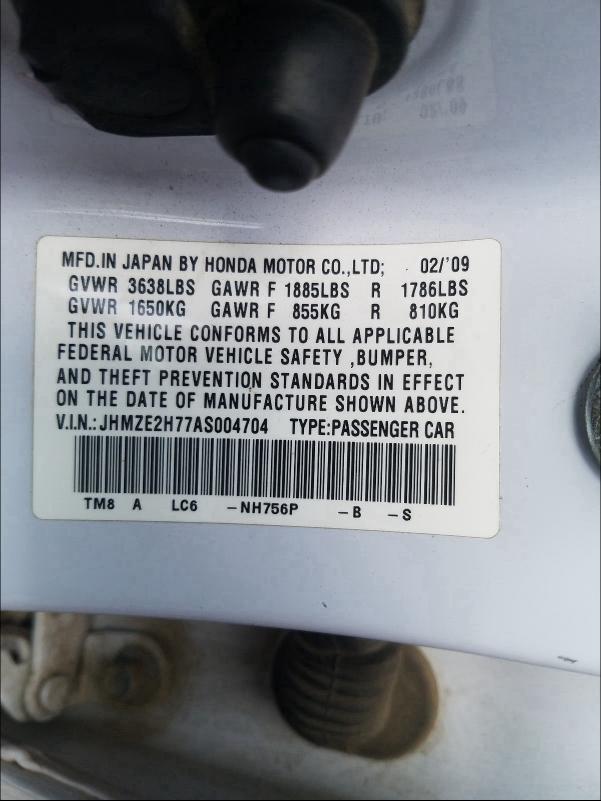 MFD.IN JAPAN BY HONDA MOTOR CO.,LTD; 02/'09
GVWR 3638LBS GAWR F 1885LBS R 1786LBS
GVWR 1650KG GAWR F 855KG R 810KG
THIS VEHICLE CONFORMS TO ALL APPLICABLE
FEDERAL MOTOR VEHICLE SAFETY ,BUMPER,
AND THEFT PREVENTION STANDARDS IN EFFECT
ON THE DATE OF MANUFACTURE SHOWN ABOVE.
V.I.N.:JHMZE2H77AS004704 TYPE:PASSENGER CAR
TM8 A LC6 -NH756P -B -S